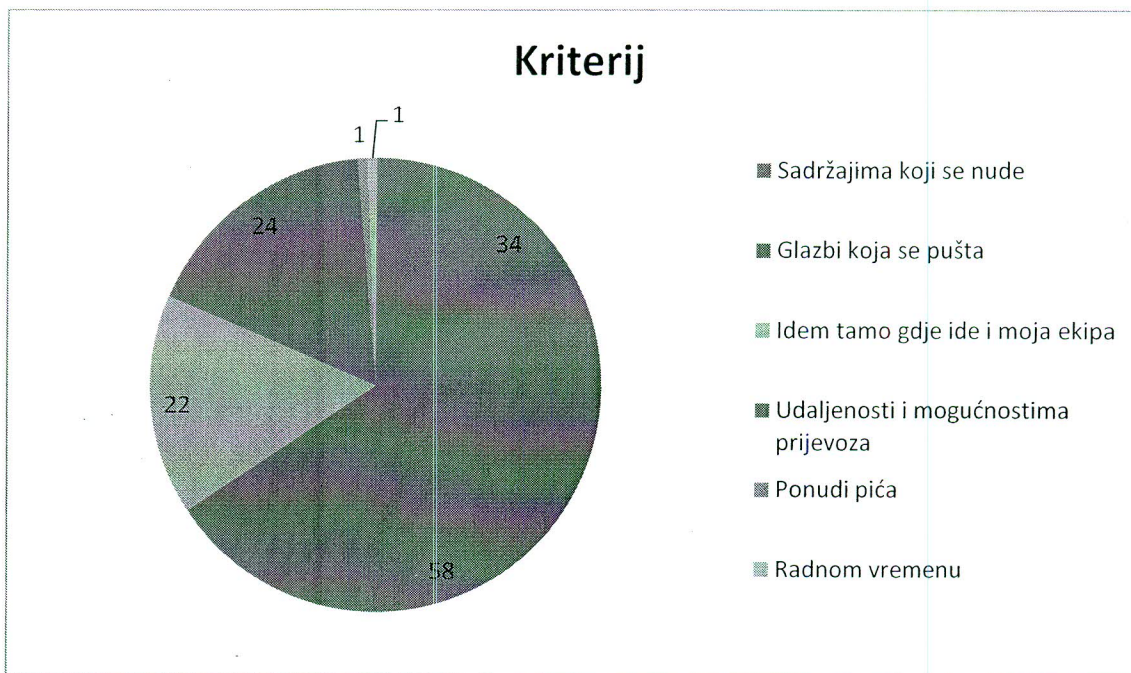 Kriterij
1
1
24
34
22
58
Sadržajima koji se nude
Glazbi koja se pušta
Idem tamo gdje ide i moja ekipa
Udaljenosti i mogućnostima
prijevoza
Ponudi pića
Radnom vremenu